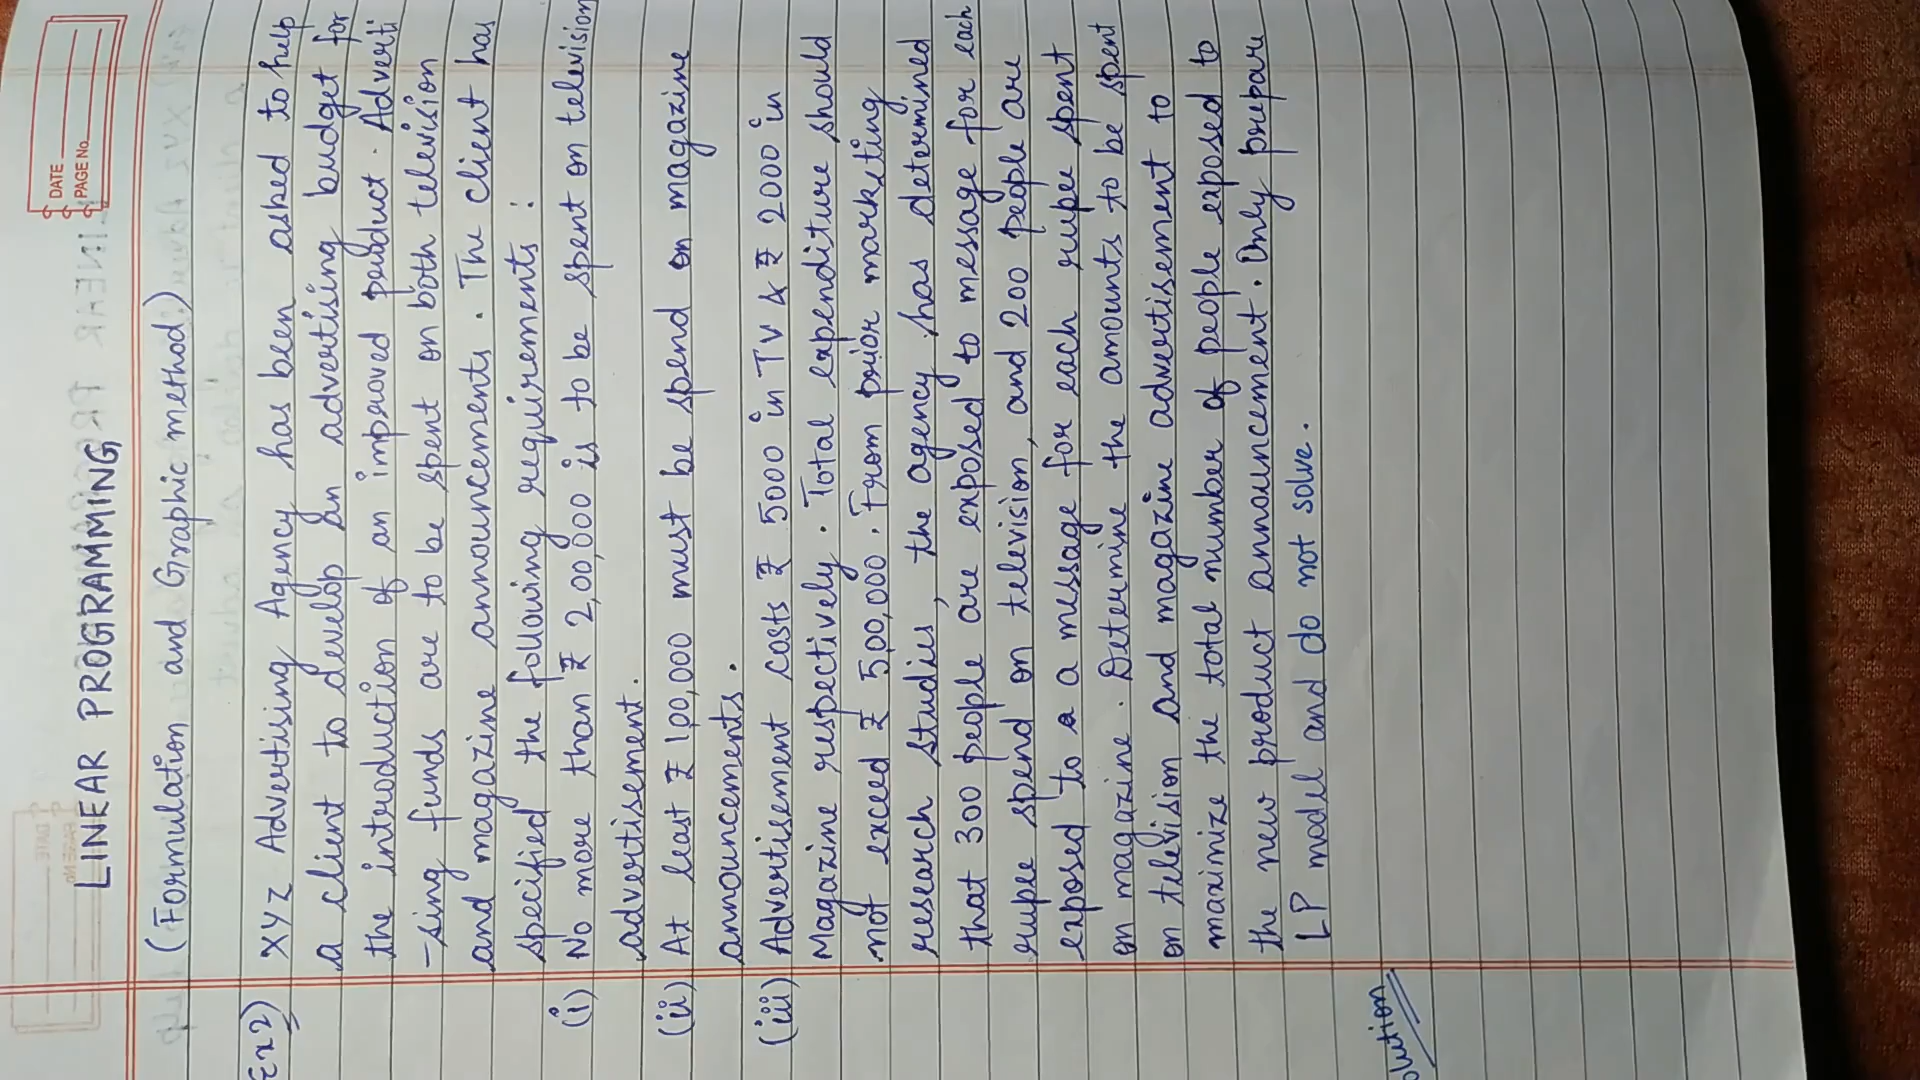 DATE
PAGE No.
LINEAR PROGRAMMING
(Formulation and Graphic method)
Ex2) XYZ Advertising Agency has been asked to help
a client to develop an advertising budget for
the introduction of an improved product. Adverti
-sing funds are to be spent on both television
and magazine announcements. The client has
specified the following requirements :
(i) No more than ₹ 2,00,000 is to be spent on television
advertisement.
(ii) At least ₹ 1,00,000 must be spend on magazine
announcements.
(iii) Advertisement costs ₹ 5000 in TV & ₹ 2000 in
Magazine respectively. Total expenditure should
not exceed ₹ 5,00,000. From prior marketing
research studies, the agency has determined
that 300 people are exposed to message for each
rupee spend on television, and 200 people are
exposed to a message for each rupee spent
on magazine. Determine the amounts to be spent
on television and magazine advertisement to
maximize the total number of people exposed to
the new product announcement. Only prepare
LP model and do not solve.
olution